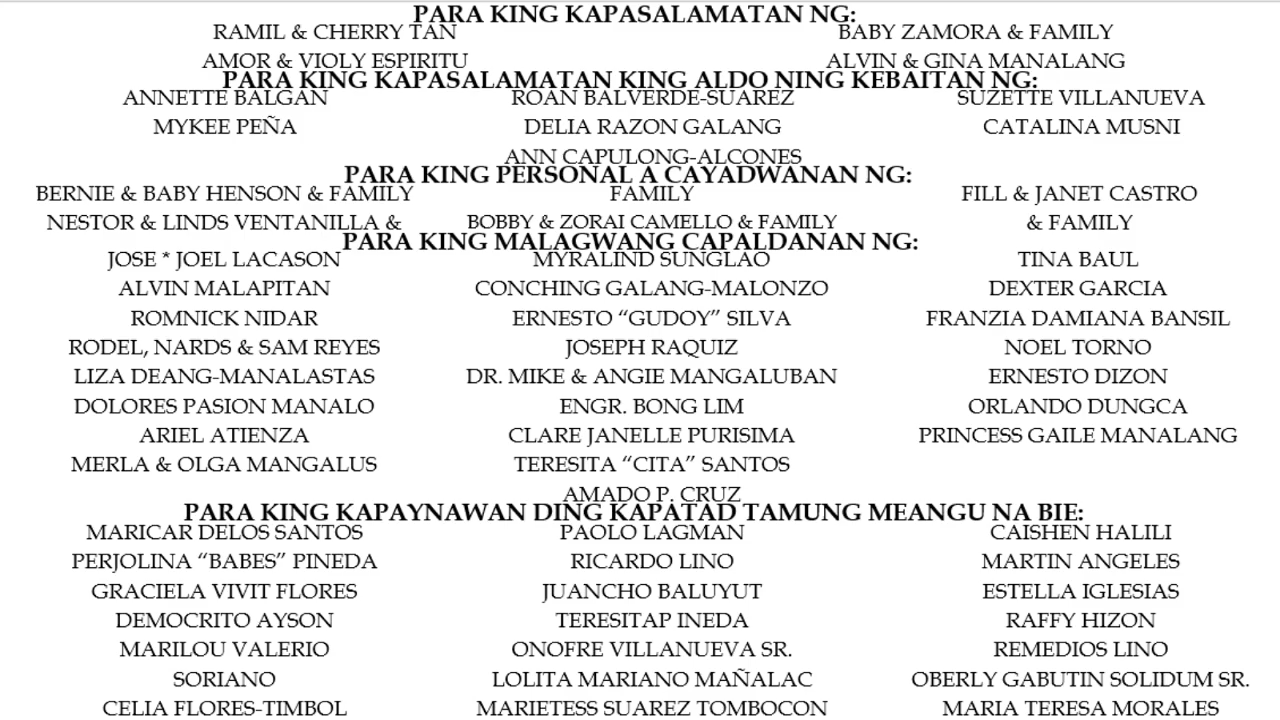 PARA KING KAPASALAMATAN NG:
RAMIL & CHERRY TAN
AMOR & VIOLY ESPIRITU
BABY ZAMORA & FAMILY
ALVIN & GINA MANALANG
PARA KING KAPASALAMATAN KING ALDO NING KEBAITAN NG:
ANNETTE BALGAN
MYKEE PEÑA
ROAN BALVERDE-SUAREZ
DELIA RAZON GALANG
ANN CAPULONG-ALCONES
SUZETTE VILLANUEVA
CATALINA MUSNI
PARA KING PERSONAL A CAYADWANAN NG:
BERNIE & BABY HENSON & FAMILY
NESTOR & LINDS VENTANILLA &
FAMILY
BOBBY & ZORAI CAMELLO & FAMILY
FILL & JANET CASTRO
& FAMILY
PARA KING MALAGWANG CAPALDANAN NG:
JOSE * JOEL LACASON
ALVIN MALAPITAN
ROMNICK NIDAR
RODEL, NARDS & SAM REYES
LIZA DEANG-MANALASTAS
DOLORES PASION MANALO
ARIEL ATIENZA
MERLA & OLGA MANGALUS
MYRALIND SUNGLAO
CONCHING GALANG-MALONZO
ERNESTO “GUDOY” SILVA
JOSEPH RAQUIZ
DR. MIKE & ANGIE MANGALUBAN
ENGR. BONG LIM
CLARE JANELLE PURISIMA
TERESITA “CITA” SANTOS
AMADO P. CRUZ
TINA BAUL
DEXTER GARCIA
FRANZIA DAMIANA BANSIL
NOEL TORNO
ERNESTO DIZON
ORLANDO DUNGCA
PRINCESS GAILE MANALANG
PARA KING KAPAYNAWAN DING KAPATAD TAMUNG MEANGU NA BIE:
MARICAR DELOS SANTOS
PERJOLINA “BABES” PINEDA
GRACIELA VIVIT FLORES
DEMOCRITO AYSON
MARILOU VALERIO
SORIANO
CELIA FLORES-TIMBOL
PAOLO LAGMAN
RICARDO LINO
JUANCHO BALUYUT
TERESITAP INEDA
ONOFRE VILLANUEVA SR.
LOLITA MARIANO MAÑALAC
MARIETESS SUAREZ TOMBOCON
CAISHEN HALILI
MARTIN ANGELES
ESTELLA IGLESIAS
RAFFY HIZON
REMEDIOS LINO
OBERLY GABUTIN SOLIDUM SR.
MARIA TERESA MORALES